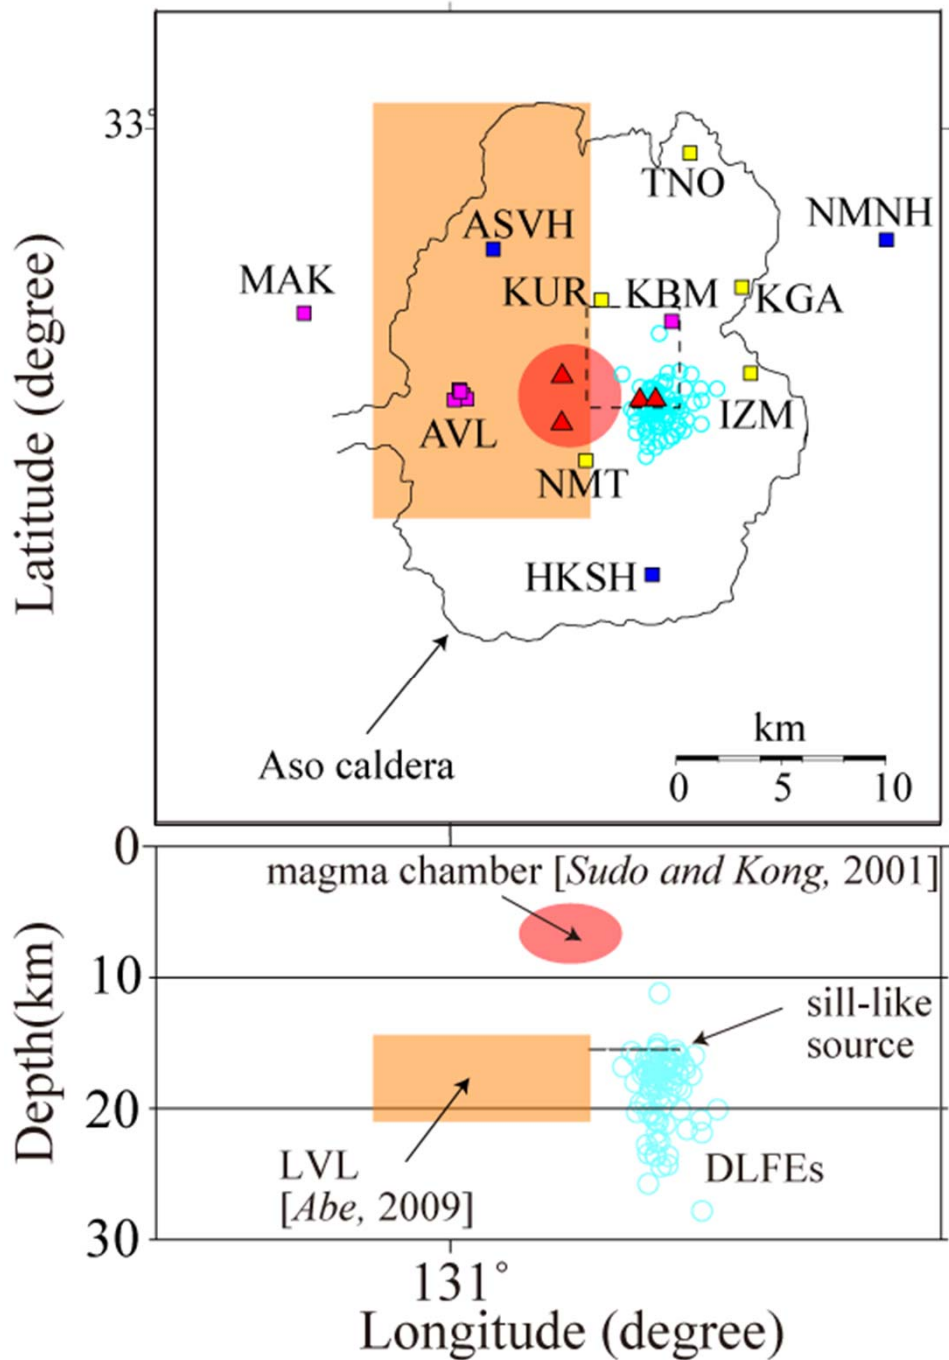 Latitude (degree)
33°
TNO
NMNH
ASVH
MAK
KUR
KBM
KGA
IZM
AVL
NMT
HKSH
Aso caldera
km
0 5 10
Depth(km)
0
10
20
30
magma chamber [Sudo and Kong, 2001]
sill-like
source
LVL
[Abe, 2009]
DLFEs
131°
Longitude (degree)